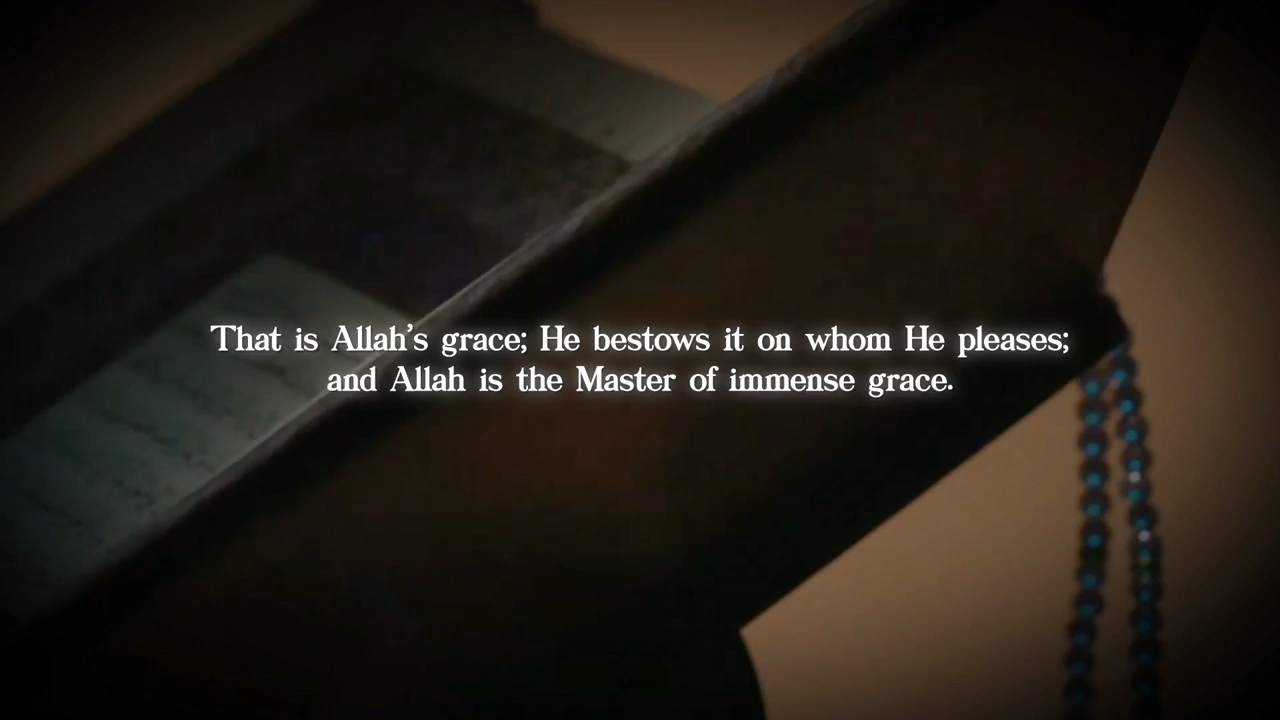 That is Allah’s grace; He bestows it on whom He pleases;
and Allah is the Master of immense grace.